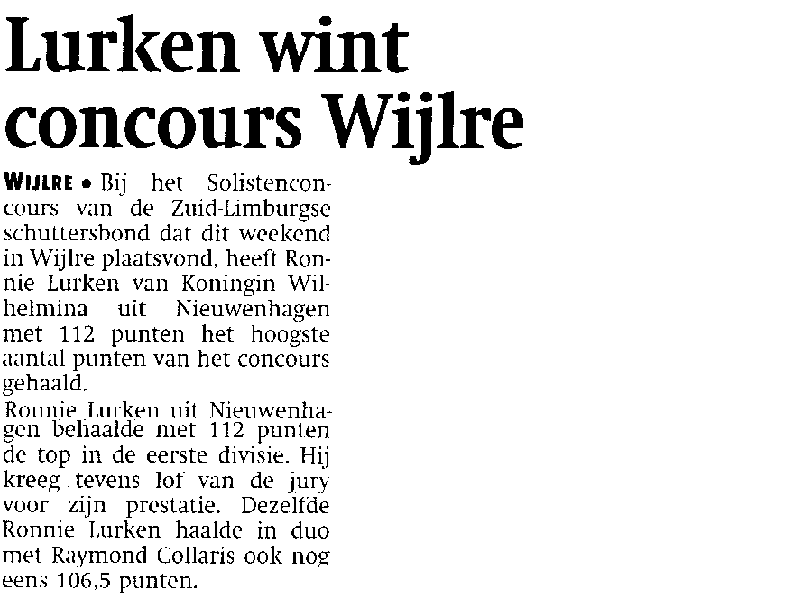 Lurken wint
concours Wijlre
WIJLRE • Bij het Solistencon-
cours van de Zuid-Limburgse
schuttersbond dat dit weekend
in Wijlre plaatsvond, heeft Ron-
nie Lurken van Koningin Wil-
helmina uit Nieuwenhagen
met 112 punten het hoogste
aantal punten van het concours
gehaald.
Ronnie Lurken uit Nieuwenha-
gen behaalde met 112 punten
de top in de eerste divisie. Hij
kreeg tevens lof van de jury
voor zijn prestatie. Dezelfde
Ronnie Lurken haalde in duo
met Raymond Collaris ook nog
eens 106,5 punten.